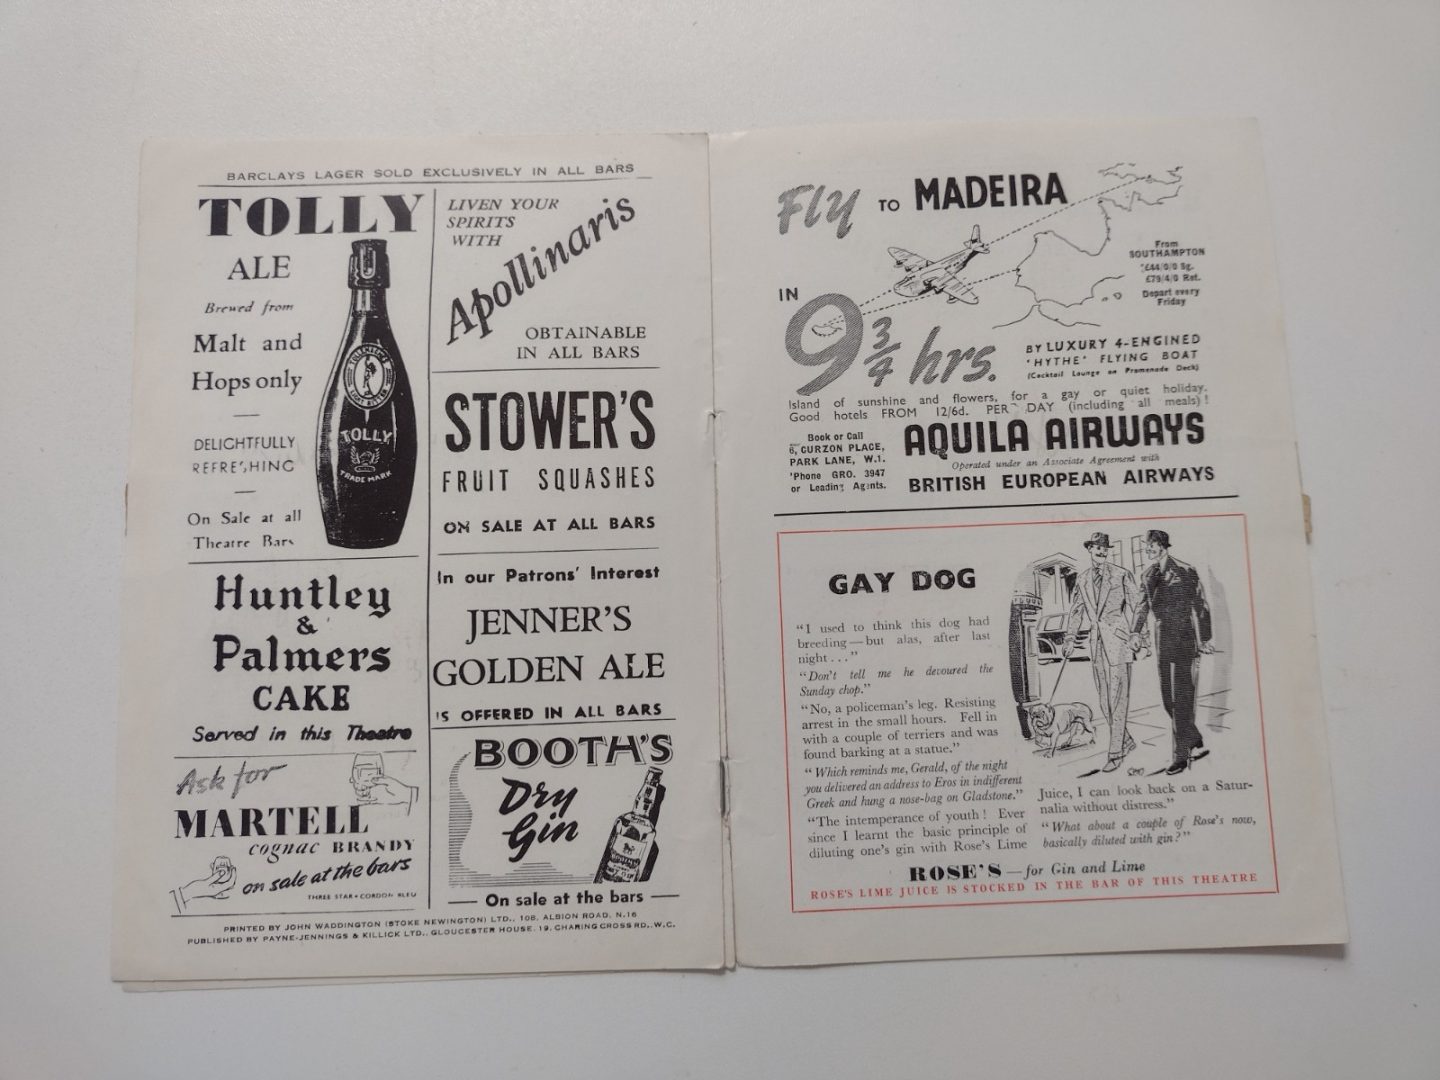 BARCLAYS LAGER SOLD EXCLUSIVELY IN ALL BARS
TOLLY
ALE
Brewed from
Malt and
Hops only
DELIGHTFULLY
REFRESHING
On Sale at all
Theatre Bars
TOLLY
TRADE MARK
LIVEN YOUR
SPIRITS
WITH
Apollinaris
OBTAINABLE
IN ALL BARS
STOWER'S
FRUIT SQUASHES
ON SALE AT ALL BARS
Huntley
&
Palmers
CAKE
Served in this Theatre
In our Patrons' Interest
JENNER'S
GOLDEN ALE
IS OFFERED IN ALL BARS
Ask for
MARTELL
cognac BRANDY
on sale at the bars
THREE STAR • CORDON BLEU
BOOTH'S
Dry
Gin
On sale at the bars
PRINTED BY JOHN WADDINGTON (STOKE NEWINGTON) LTD., 108, ALBION ROAD, N.16
PUBLISHED BY PAYNE-JENNINGS & KILLICK LTD., GLOUCESTER HOUSE, 19, CHARING CROSS RD., W.C.
Fly TO MADEIRA
From
SOUTHAMPTON
£44/0/0 Sg.
£79/4/0 Ret.
Depart every
Friday
IN
9 3/4 hrs.
BY LUXURY 4-ENGINED
'HYTHE' FLYING BOAT
(Cocktail Lounge on Promenade Deck)
Island of sunshine and flowers, for a gay or quiet holiday.
Good hotels FROM 12/6d. PER DAY (including all meals)!
Book or Call
6, CURZON PLACE,
PARK LANE, W.1.
'Phone GRO. 3947
or Leading Agents.
AQUILA AIRWAYS
Operated under an Associate Agreement with
BRITISH EUROPEAN AIRWAYS
GAY DOG
"I used to think this dog had
breeding—but alas, after last
night . . ."
"Don't tell me he devoured the
Sunday chop."
"No, a policeman's leg. Resisting
arrest in the small hours. Fell in
with a couple of terriers and was
found barking at a statue."
"Which reminds me, Gerald, of the night
you delivered an address to Eros in indifferent
Greek and hung a nose-bag on Gladstone."
"The intemperance of youth! Ever
since I learnt the basic principle of
diluting one's gin with Rose's Lime
Juice, I can look back on a Satur-
nalia without distress."
"What about a couple of Rose's now,
basically diluted with gin?"
ROSE'S—for Gin and Lime
ROSE'S LIME JUICE IS STOCKED IN THE BAR OF THIS THEATRE